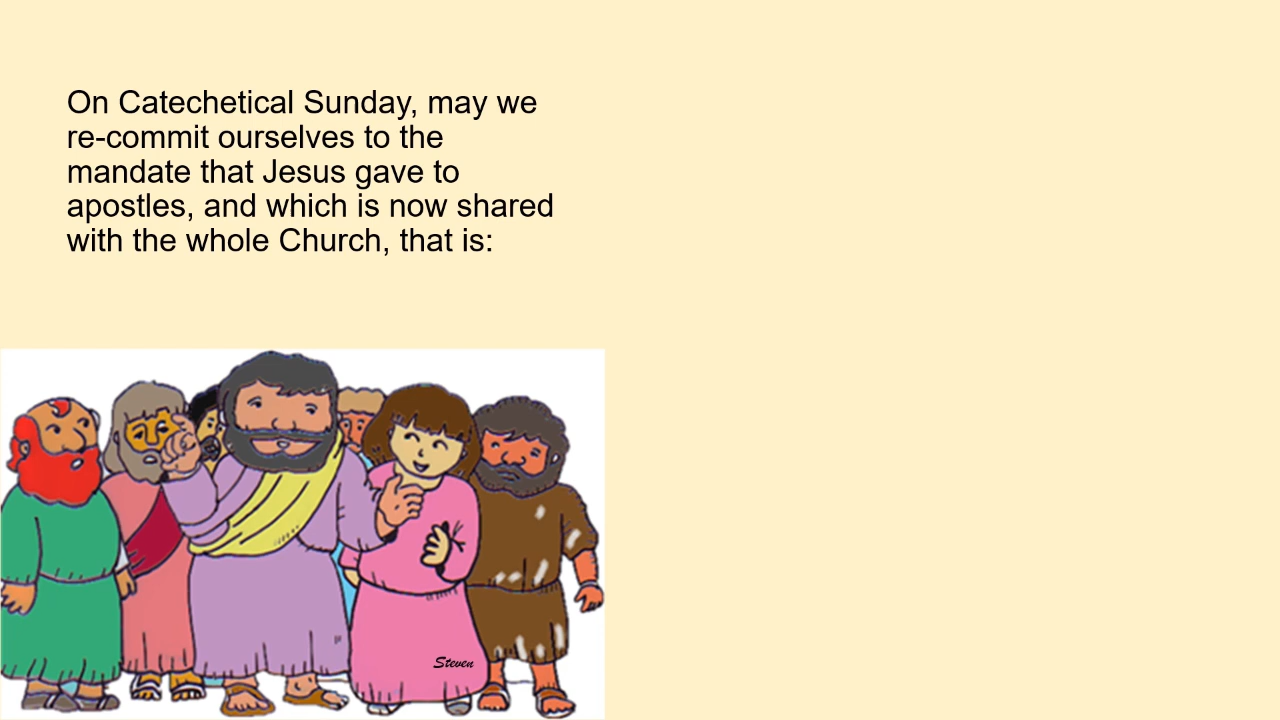 On Catechetical Sunday, may we
re-commit ourselves to the
mandate that Jesus gave to
apostles, and which is now shared
with the whole Church, that is:
Steven